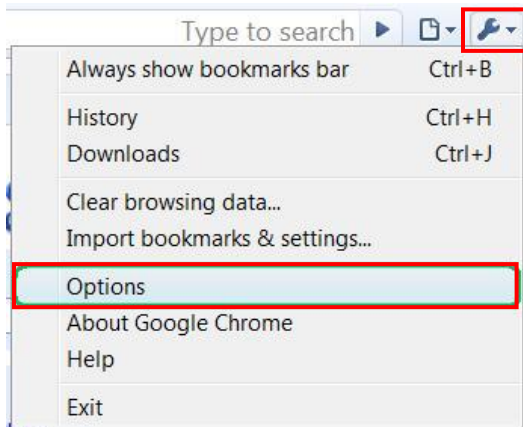 Type to search
Always show bookmarks bar Ctrl+B
History Ctrl+H
Downloads Ctrl+J
Clear browsing data...
Import bookmarks & settings...
Options
About Google Chrome
Help
Exit